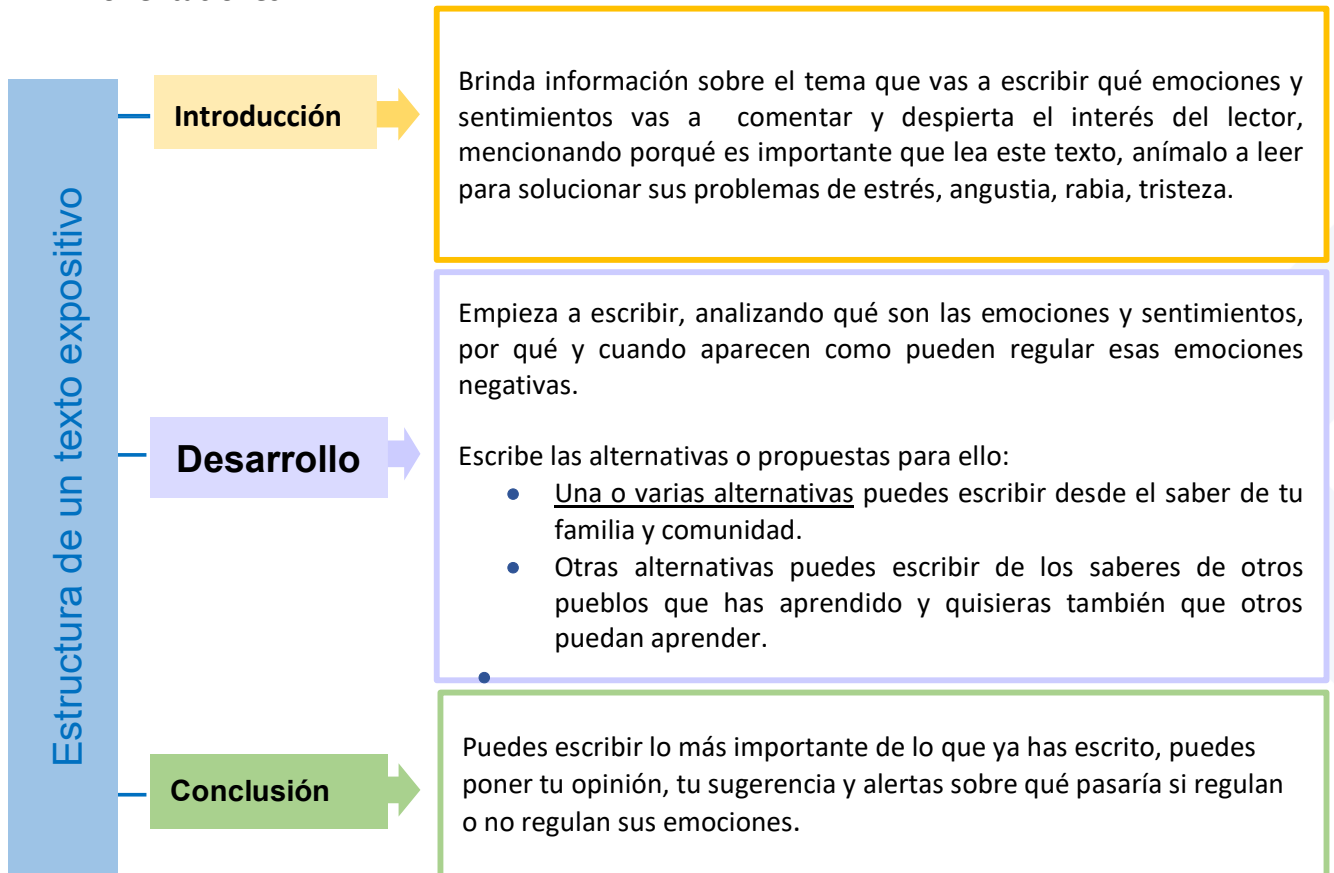 Estructura de un texto expositivo
Introducción
Brinda información sobre el tema que vas a escribir qué emociones y
sentimientos vas a comentar y despierta el interés del lector,
mencionando porqué es importante que lea este texto, anímalo a leer
para solucionar sus problemas de estrés, angustia, rabia, tristeza.
Desarrollo
Empieza a escribir, analizando qué son las emociones y sentimientos,
por qué y cuando aparecen como pueden regular esas emociones
negativas.
Escribe las alternativas o propuestas para ello:
● Una o varias alternativas puedes escribir desde el saber de tu
familia y comunidad.
● Otras alternativas puedes escribir de los saberes de otros
pueblos que has aprendido y quisieras también que otros
puedan aprender.
●
Conclusión
Puedes escribir lo más importante de lo que ya has escrito, puedes
poner tu opinión, tu sugerencia y alertas sobre qué pasaría si regulan
o no regulan sus emociones.